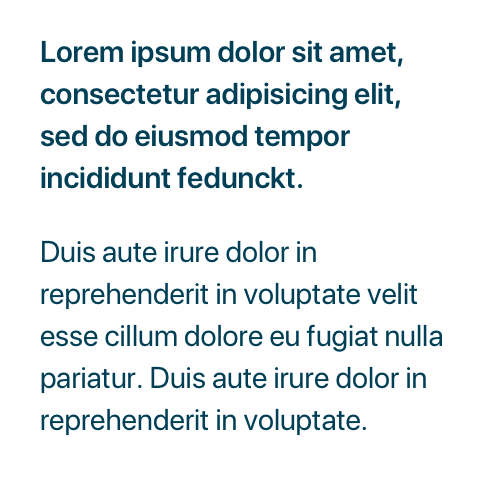 Lorem ipsum dolor sit amet,
consectetur adipisicing elit,
sed do eiusmod tempor
incididunt fedunckt.
Duis aute irure dolor in
reprehenderit in voluptate velit
esse cillum dolore eu fugiat nulla
pariatur. Duis aute irure dolor in
reprehenderit in voluptate.